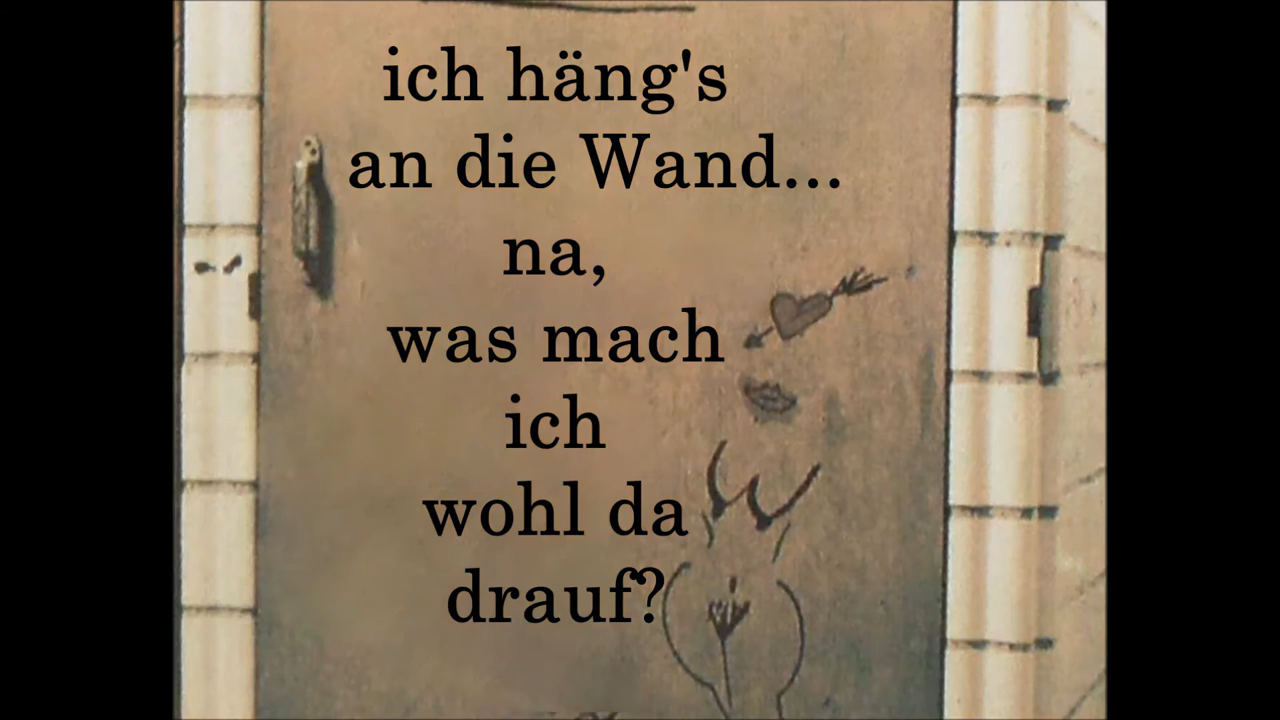 ich häng's
an die Wand...
na,
was mach
ich
wohl da
drauf?